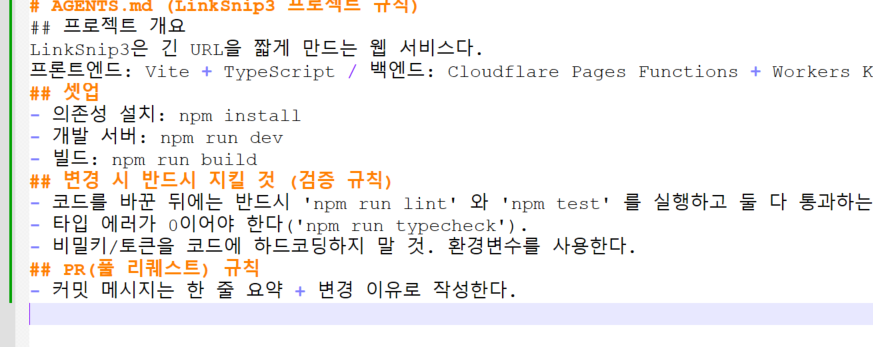 # AGENTS.md (LinkSnip3 프로젝트 규칙)
## 프로젝트 개요
LinkSnip3은 긴 URL을 짧게 만드는 웹 서비스다.
프론트엔드: Vite + TypeScript / 백엔드: Cloudflare Pages Functions + Workers K
## 셋업
- 의존성 설치: npm install
- 개발 서버: npm run dev
- 빌드: npm run build
## 변경 시 반드시 지킬 것 (검증 규칙)
- 코드를 바꾼 뒤에는 반드시 'npm run lint' 와 'npm test' 를 실행하고 둘 다 통과하는
- 타입 에러가 0이어야 한다('npm run typecheck').
- 비밀키/토큰을 코드에 하드코딩하지 말 것. 환경변수를 사용한다.
## PR(풀 리퀘스트) 규칙
- 커밋 메시지는 한 줄 요약 + 변경 이유로 작성한다.